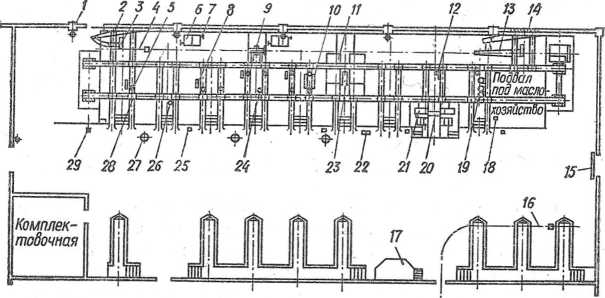 1 2 3 4 5 6 7 8 9 10 11 12 13 14
Подвал
под масло-
хозяйство
29 28 27 26 25 24 23 22 21 20 19 18
15
16
Комплек-
товочная
17